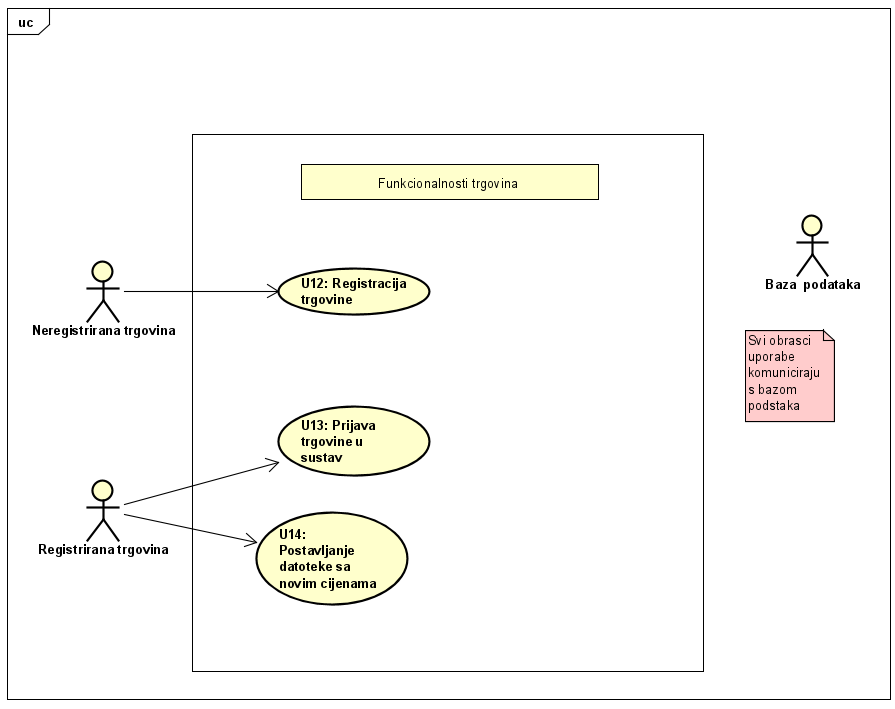 uc
Funkcionalnosti trgovina
Baza podataka
U12: Registracija
trgovine
Neregistrirana trgovina
Svi obrasci
uporabe
komuniciraju
s bazom
podstaka
U13: Prijava
trgovine u
sustav
Registrirana trgovina
U14:
Postavljanje
datoteke sa
novim cijenama